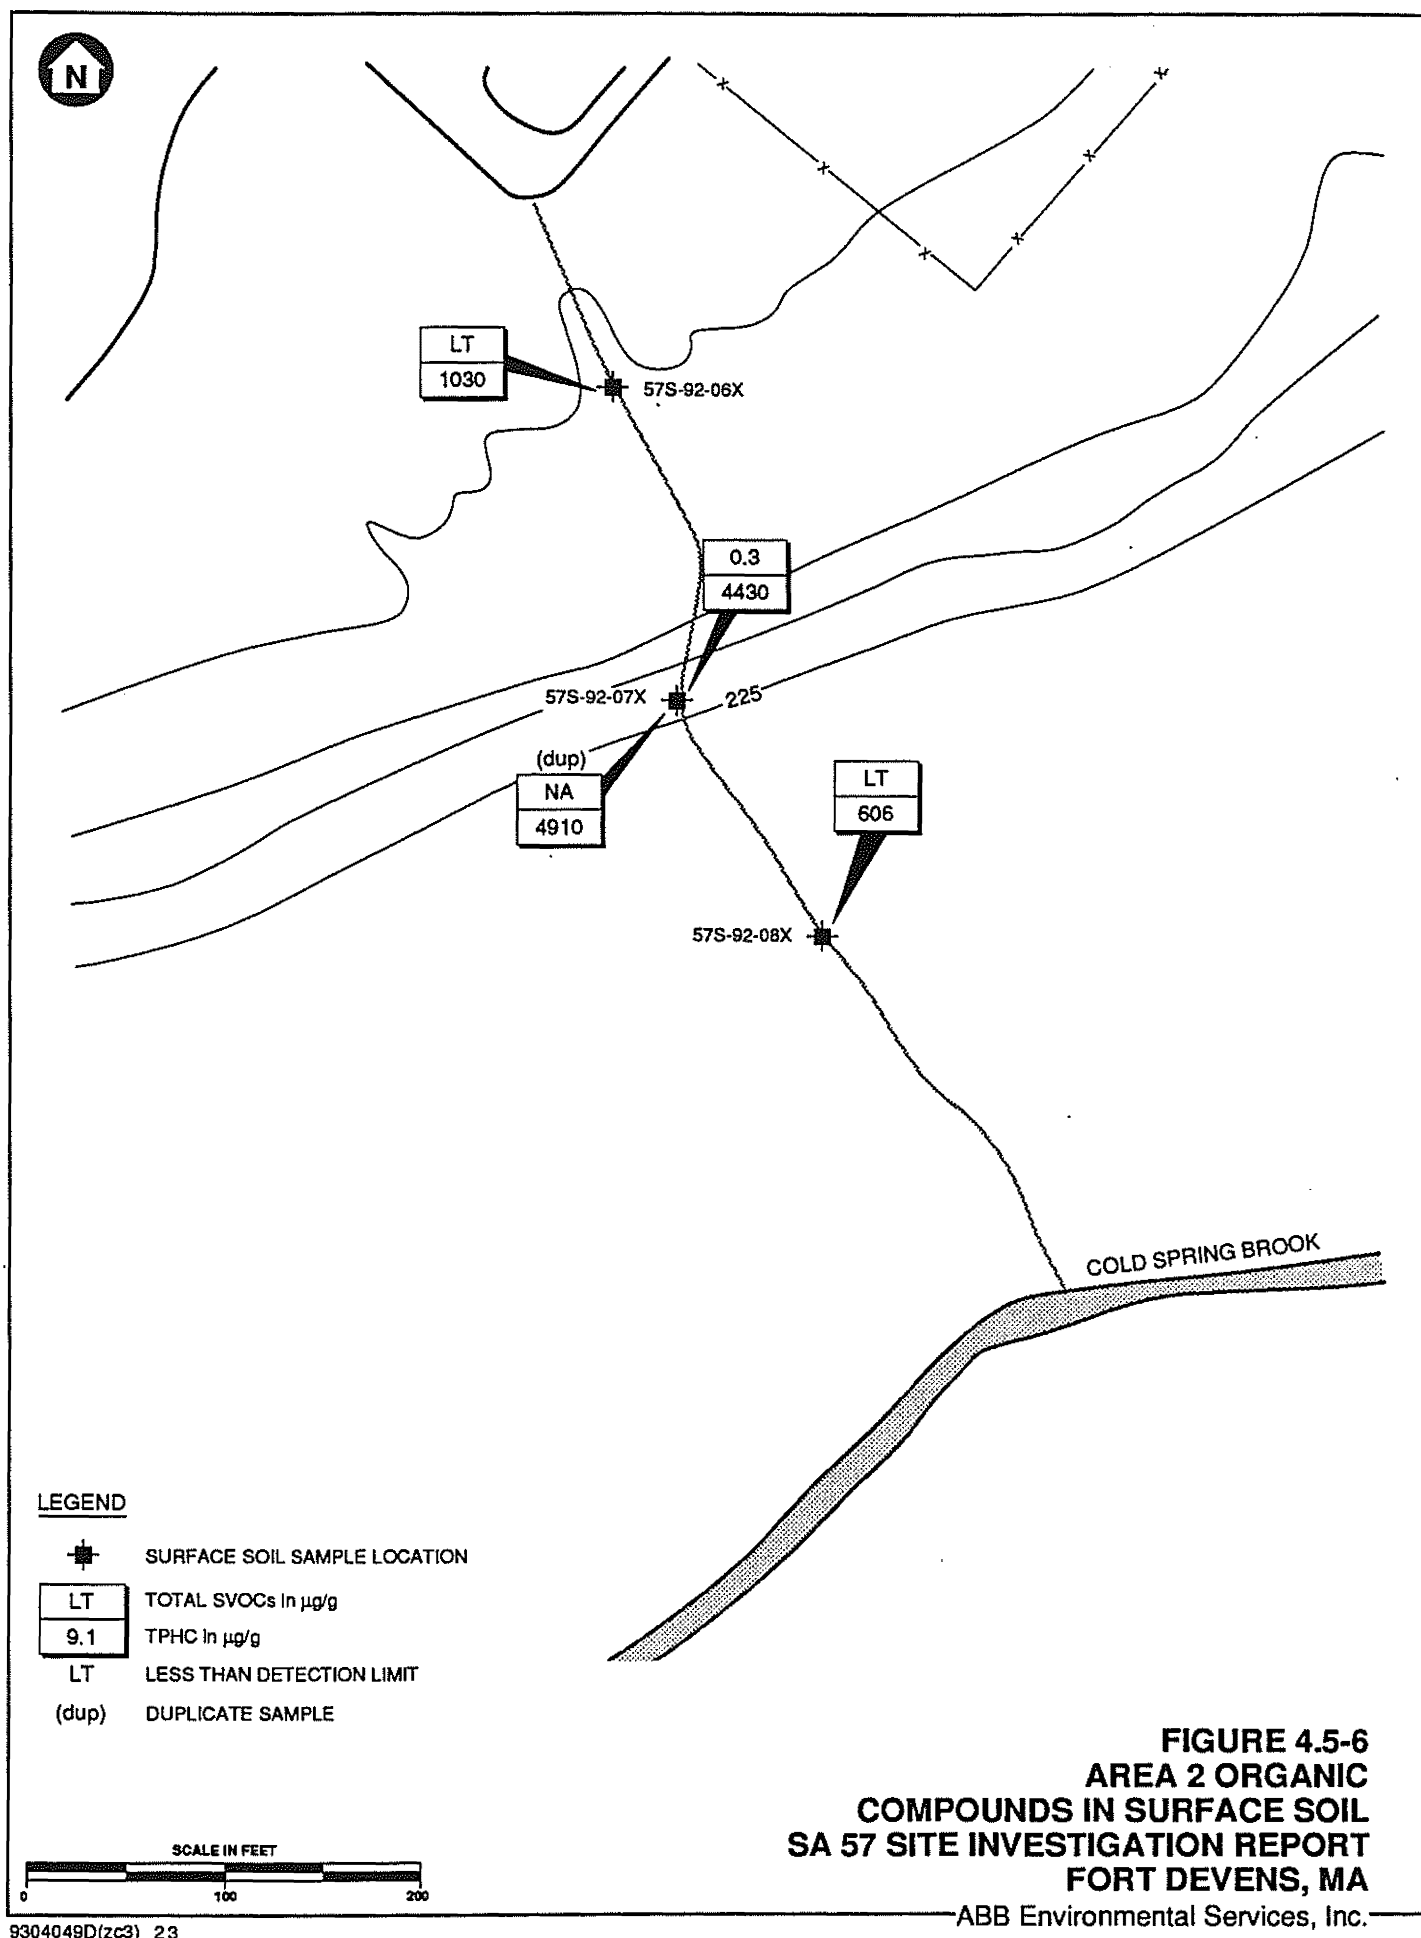 N
LT
1030
57S-92-06X
0.3
4430
57S-92-07X
225
(dup)
NA
4910
LT
606
57S-92-08X
COLD SPRING BROOK
LEGEND
SURFACE SOIL SAMPLE LOCATION
LT TOTAL SVOCs in µg/g
9.1 TPHC in µg/g
LT LESS THAN DETECTION LIMIT
(dup) DUPLICATE SAMPLE
FIGURE 4.5-6
AREA 2 ORGANIC
COMPOUNDS IN SURFACE SOIL
SA 57 SITE INVESTIGATION REPORT
FORT DEVENS, MA
ABB Environmental Services, Inc.
SCALE IN FEET
0 100 200
9304049D(zc3) 23